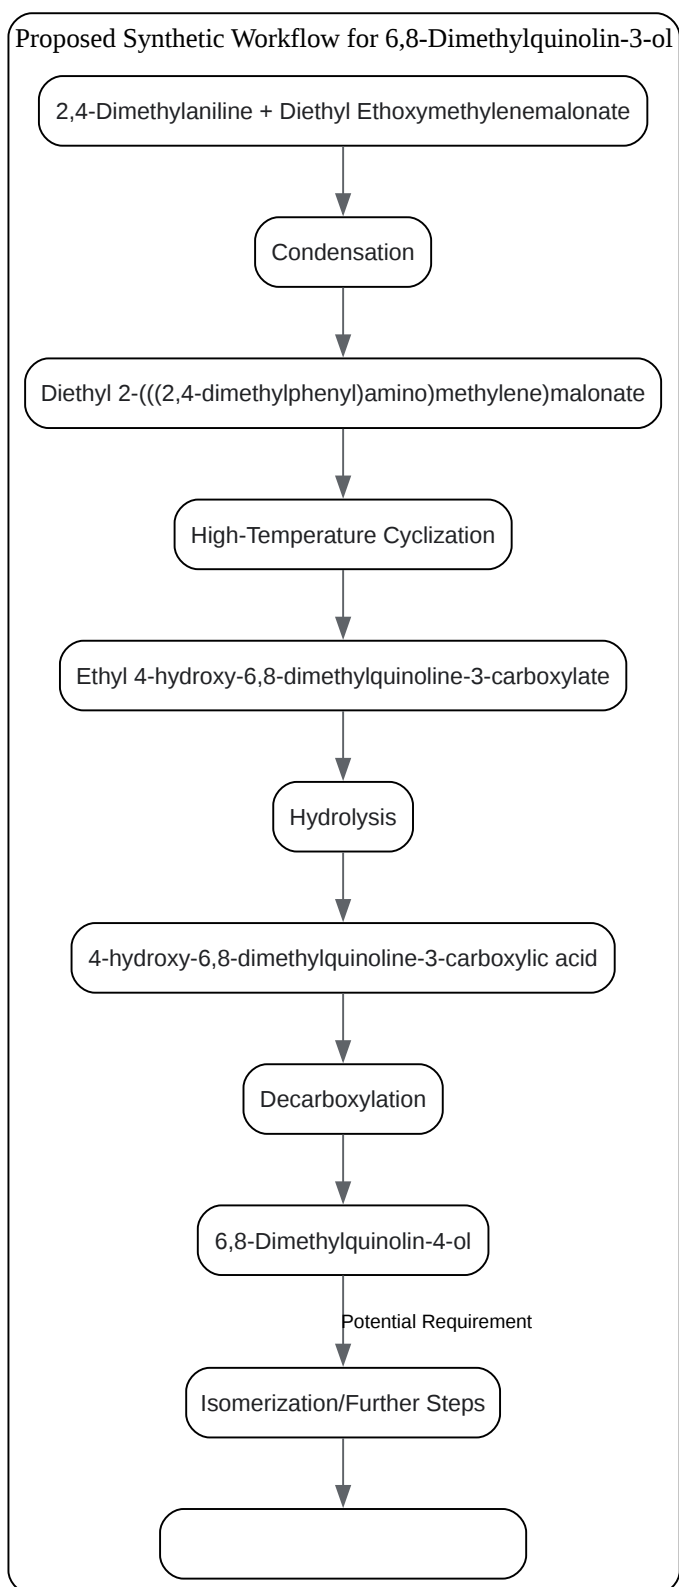 Proposed Synthetic Workflow for 6,8-Dimethylquinolin-3-ol
2,4-Dimethylaniline + Diethyl Ethoxymethylenemalonate
Condensation
Diethyl 2-(((2,4-dimethylphenyl)amino)methylene)malonate
High-Temperature Cyclization
Ethyl 4-hydroxy-6,8-dimethylquinoline-3-carboxylate
Hydrolysis
4-hydroxy-6,8-dimethylquinoline-3-carboxylic acid
Decarboxylation
6,8-Dimethylquinolin-4-ol
Potential Requirement
Isomerization/Further Steps